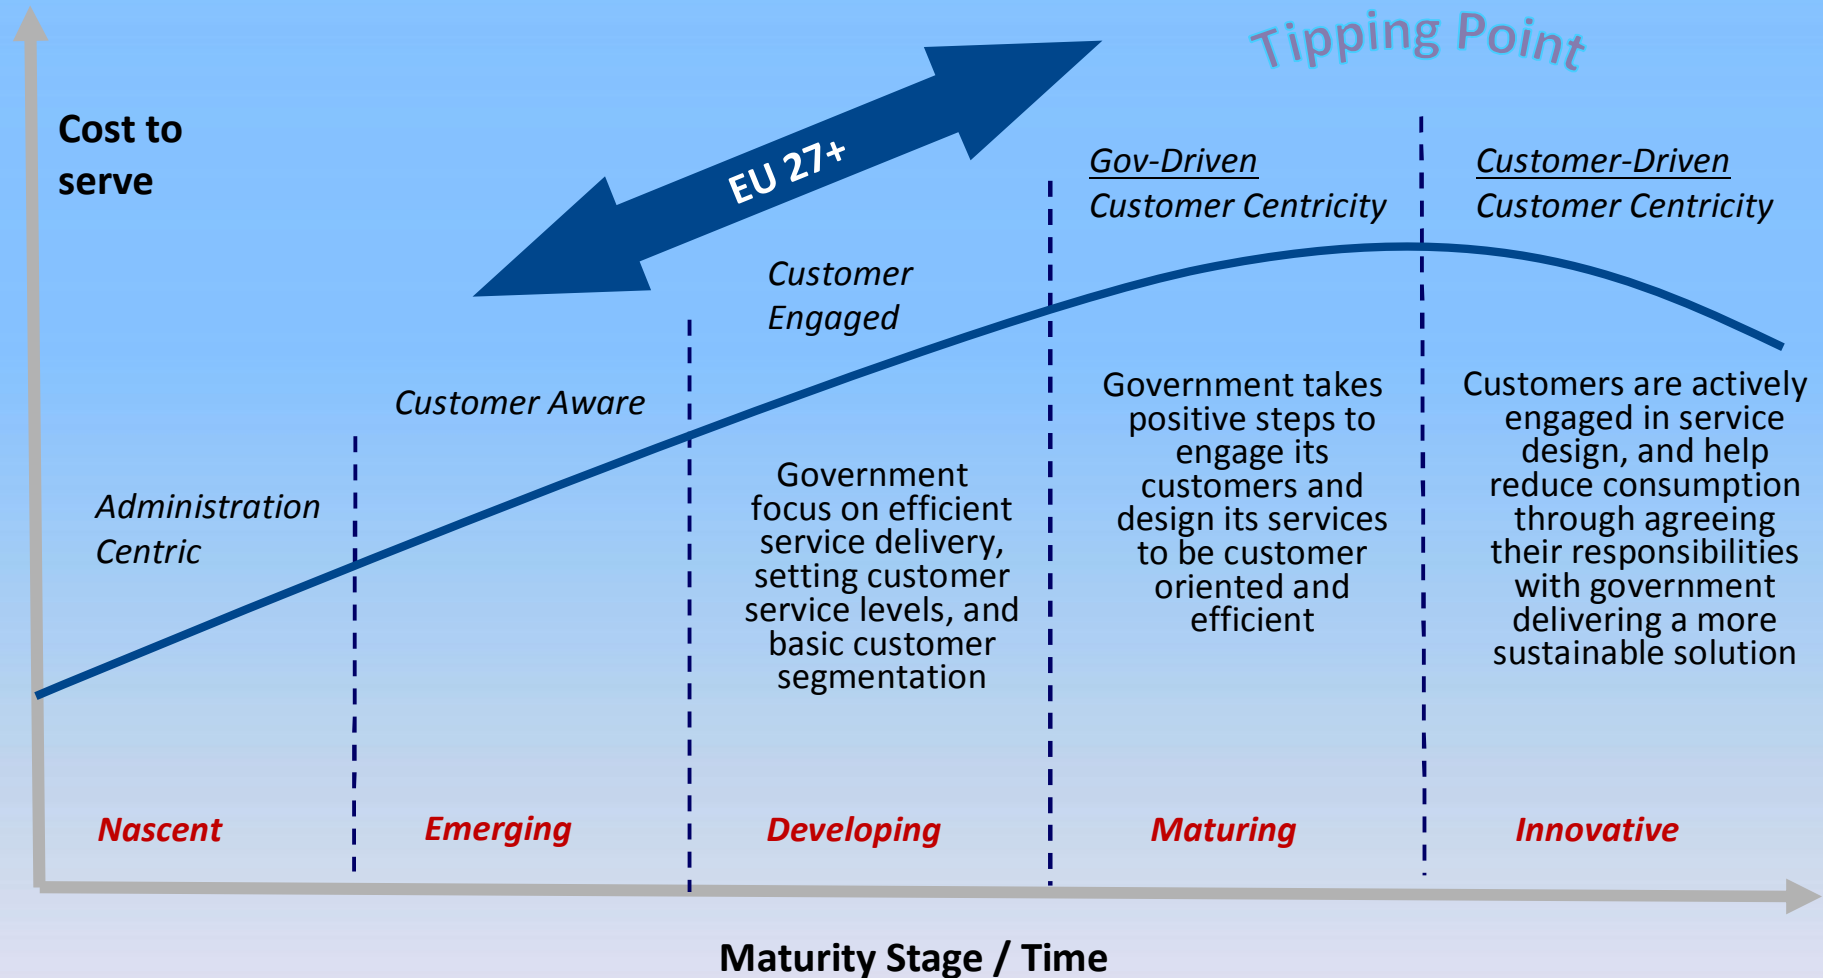 Tipping Point
Cost to
serve
EU 27+
Gov-Driven
Customer Centricity
Customer-Driven
Customer Centricity
Customer
Engaged
Customer Aware
Administration
Centric
Government
focus on efficient
service delivery,
setting customer
service levels, and
basic customer
segmentation
Government takes
positive steps to
engage its
customers and
design its services
to be customer
oriented and
efficient
Customers are actively
engaged in service
design, and help
reduce consumption
through agreeing
their responsibilities
with government
delivering a more
sustainable solution
Nascent
Emerging
Developing
Maturing
Innovative
Maturity Stage / Time